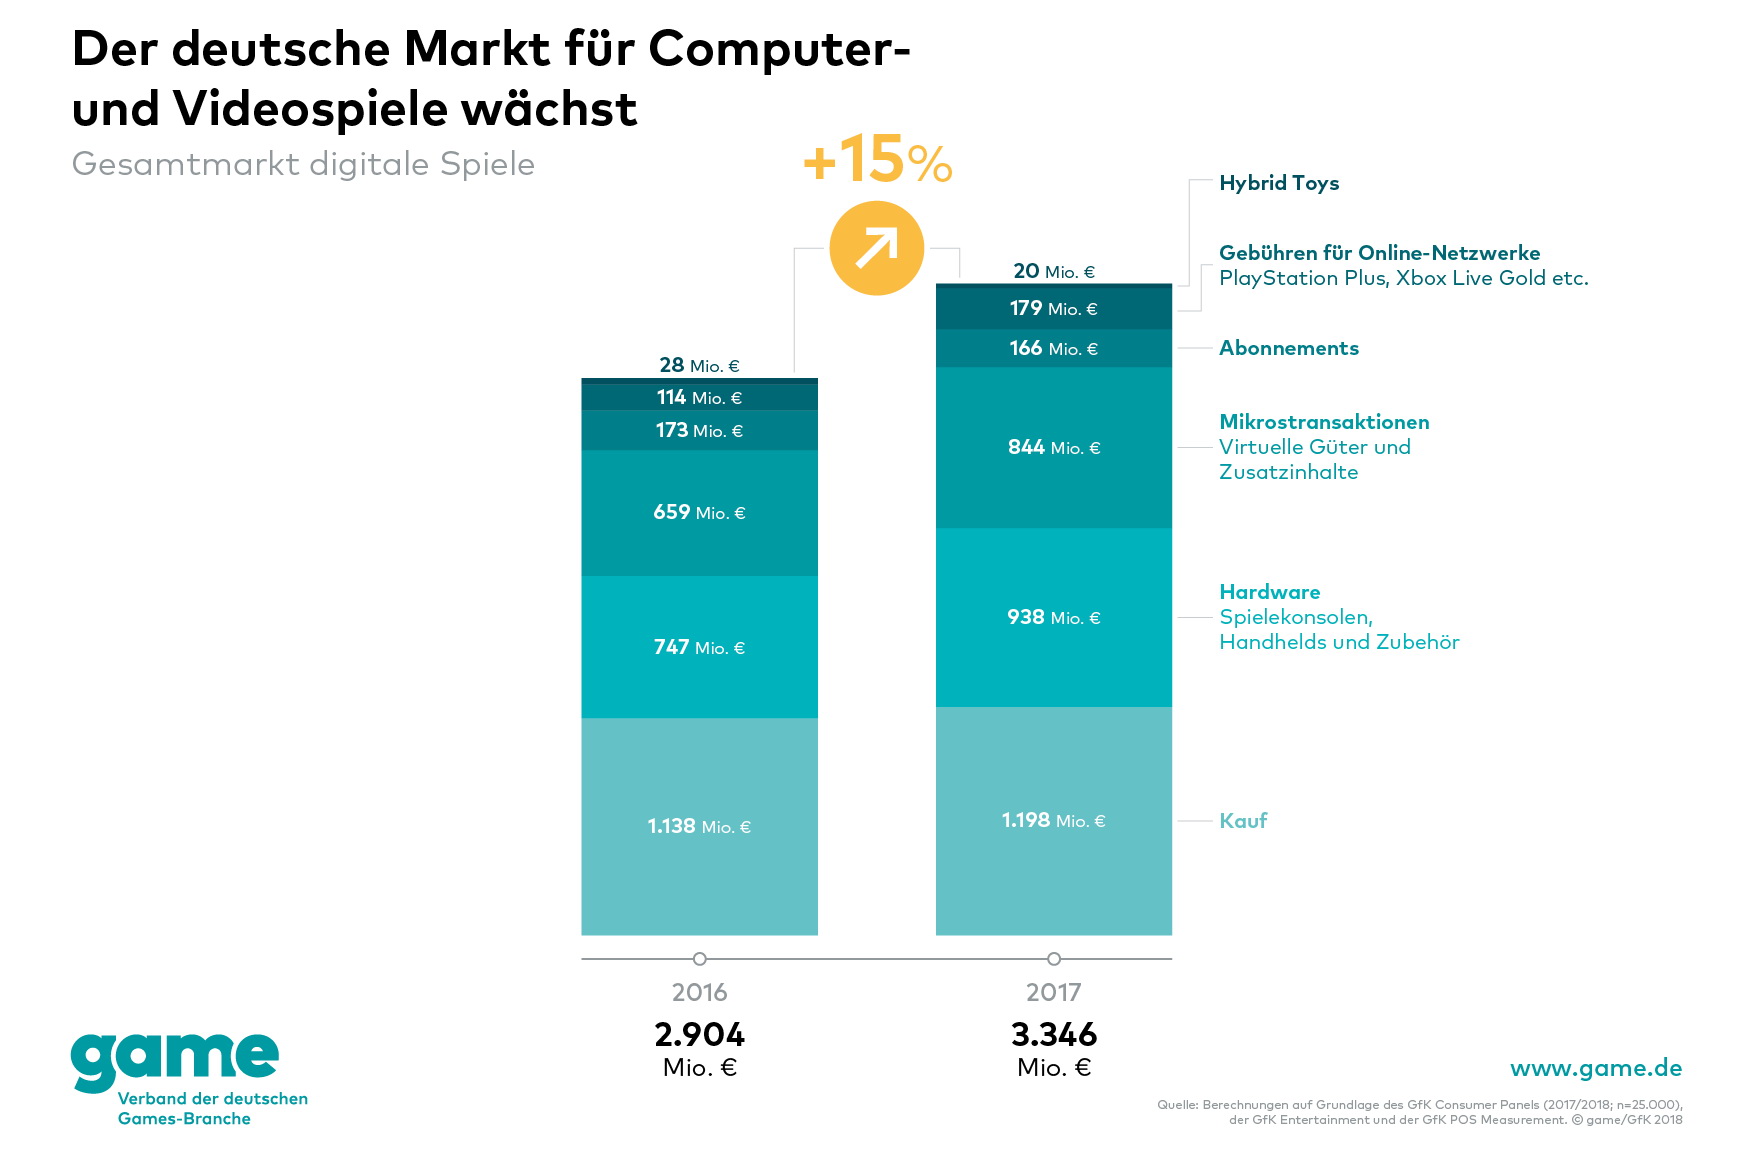 Der deutsche Markt für Computer-
und Videospiele wächst
Gesamtmarkt digitale Spiele
+15%
28 Mio. €
114 Mio. €
173 Mio. €
659 Mio. €
747 Mio. €
1.138 Mio. €
20 Mio. €
179 Mio. €
166 Mio. €
844 Mio. €
938 Mio. €
1.198 Mio. €
Hybrid Toys
Gebühren für Online-Netzwerke
PlayStation Plus, Xbox Live Gold etc.
Abonnements
Mikrostransaktionen
Virtuelle Güter und
Zusatzinhalte
Hardware
Spielekonsolen,
Handhelds und Zubehör
Kauf
2016
2.904
Mio. €
2017
3.346
Mio. €
game
Verband der deutschen
Games-Branche
www.game.de
Quelle: Berechnungen auf Grundlage des GfK Consumer Panels (2017/2018; n=25.000),
der GfK Entertainment und der GfK POS Measurement. © game/GfK 2018